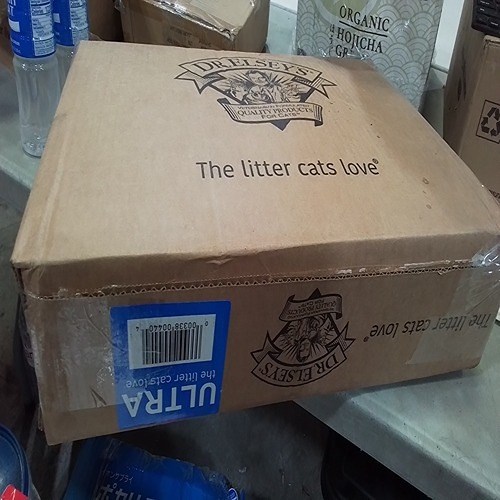 ORGANIC
HOJICHA
DR. ELSEY'S
QUALITY PRODUCTS
FOR CATS
The litter cats love®
The litter cats love®
DR. ELSEY'S
ULTRA
the litter cats love